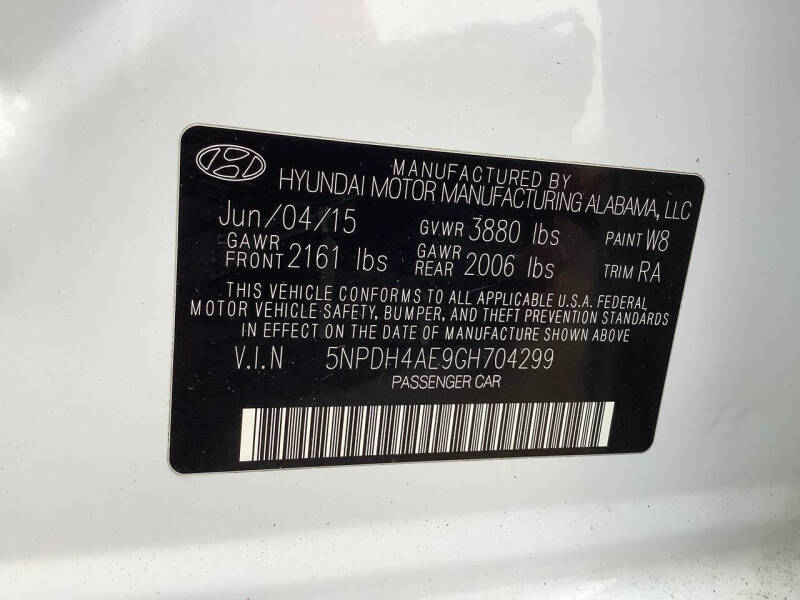 MANUFACTURED BY
HYUNDAI MOTOR MANUFACTURING ALABAMA, LLC
Jun/04/15 GVWR 3880 lbs PAINT W8
GAWR FRONT 2161 lbs GAWR REAR 2006 lbs TRIM RA
THIS VEHICLE CONFORMS TO ALL APPLICABLE U.S.A. FEDERAL
MOTOR VEHICLE SAFETY, BUMPER, AND THEFT PREVENTION STANDARDS
IN EFFECT ON THE DATE OF MANUFACTURE SHOWN ABOVE
V.I.N 5NPDH4AE9GH704299
PASSENGER CAR